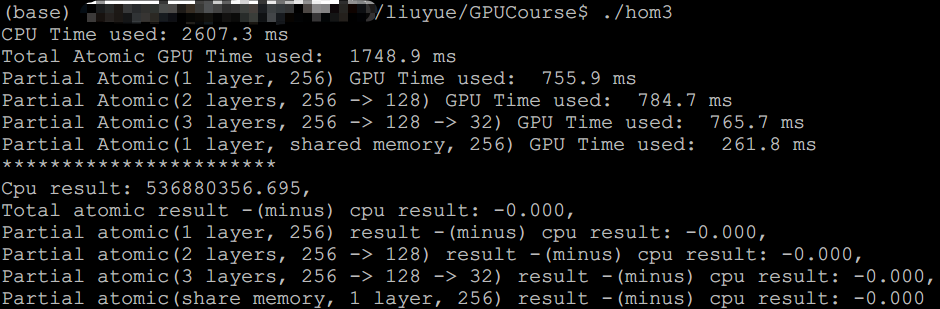 (base) /liuyue/GPUCourse$ ./hom3
CPU Time used: 2607.3 ms
Total Atomic GPU Time used:  1748.9 ms
Partial Atomic(1 layer, 256) GPU Time used:  755.9 ms
Partial Atomic(2 layers, 256 -> 128) GPU Time used:  784.7 ms
Partial Atomic(3 layers, 256 -> 128 -> 32) GPU Time used:  765.7 ms
Partial Atomic(1 layer, shared memory, 256) GPU Time used:  261.8 ms
***********************
Cpu result: 536880356.695,
Total atomic result -(minus) cpu result: -0.000,
Partial atomic(1 layer, 256) result -(minus) cpu result: -0.000,
Partial atomic(2 layers, 256 -> 128) result -(minus) cpu result: -0.000,
Partial atomic(3 layers, 256 -> 128 -> 32) result -(minus) cpu result: -0.000,
Partial atomic(share memory, 1 layer, 256) result -(minus) cpu result: -0.000